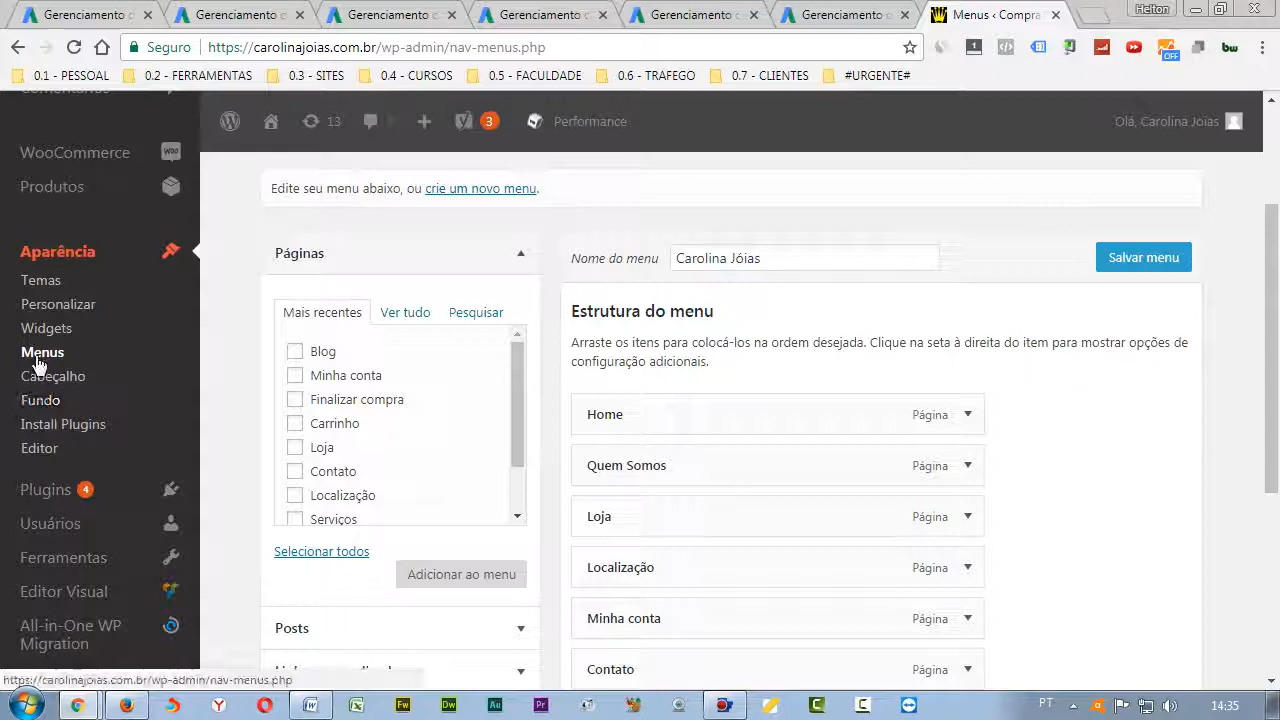 Gerenciamento
Gerenciamento
Gerenciamento
Gerenciamento
Gerenciamento
Gerenciamento
Menus ‹ Compra
Helton
Seguro
https://carolinajoias.com.br/wp-admin/nav-menus.php
OFF
bw
0.1 - PESSOAL
0.2 - FERRAMENTAS
0.3 - SITES
0.4 - CURSOS
0.5 - FACULDADE
0.6 - TRAFEGO
0.7 - CLIENTES
#URGENTE#
Comentários
WooCommerce
Produtos
Aparência
Temas
Personalizar
Widgets
Menus
Cabeçalho
Fundo
Install Plugins
Editor
Plugins 4
Usuários
Ferramentas
Editor Visual
All-in-One WP
Migration
13
3
Performance
Olá, Carolina Joias
Edite seu menu abaixo, ou crie um novo menu.
Páginas
Mais recentes
Ver tudo
Pesquisar
Blog
Minha conta
Finalizar compra
Carrinho
Loja
Contato
Localização
Serviços
Selecionar todos
Adicionar ao menu
Posts
Nome do menu
Carolina Jóias
Salvar menu
Estrutura do menu
Arraste os itens para colocá-los na ordem desejada. Clique na seta à direita do item para mostrar opções de
configuração adicionais.
Home
Página
Quem Somos
Página
Loja
Página
Localização
Página
Minha conta
Página
Contato
Página
https://carolinajoias.com.br/wp-admin/nav-menus.php
Fw
Dw
Au
Pr
PT
14:35